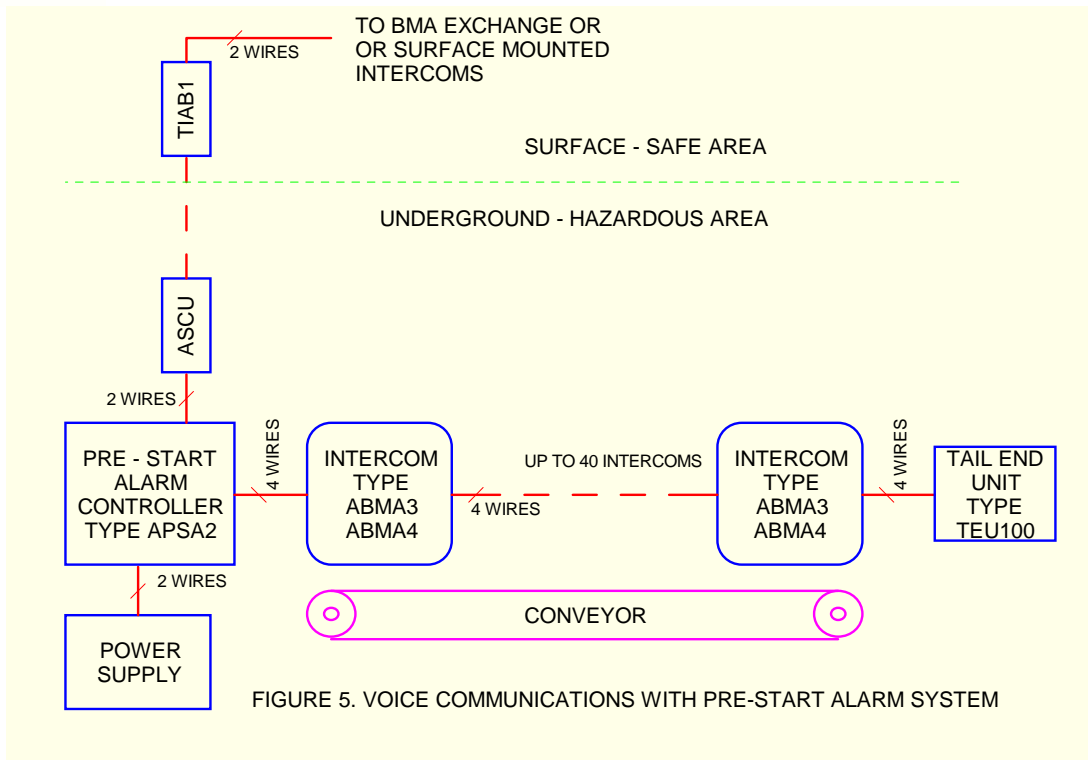 TO BMA EXCHANGE OR
OR SURFACE MOUNTED
INTERCOMS
2 WIRES
TIAB1
SURFACE - SAFE AREA
UNDERGROUND - HAZARDOUS AREA
ASCU
2 WIRES
PRE - START
ALARM
CONTROLLER
TYPE APSA2
4 WIRES
INTERCOM
TYPE
ABMA3
ABMA4
4 WIRES
UP TO 40 INTERCOMS
INTERCOM
TYPE
ABMA3
ABMA4
4 WIRES
TAIL END
UNIT
TYPE
TEU100
2 WIRES
POWER
SUPPLY
CONVEYOR
FIGURE 5. VOICE COMMUNICATIONS WITH PRE-START ALARM SYSTEM